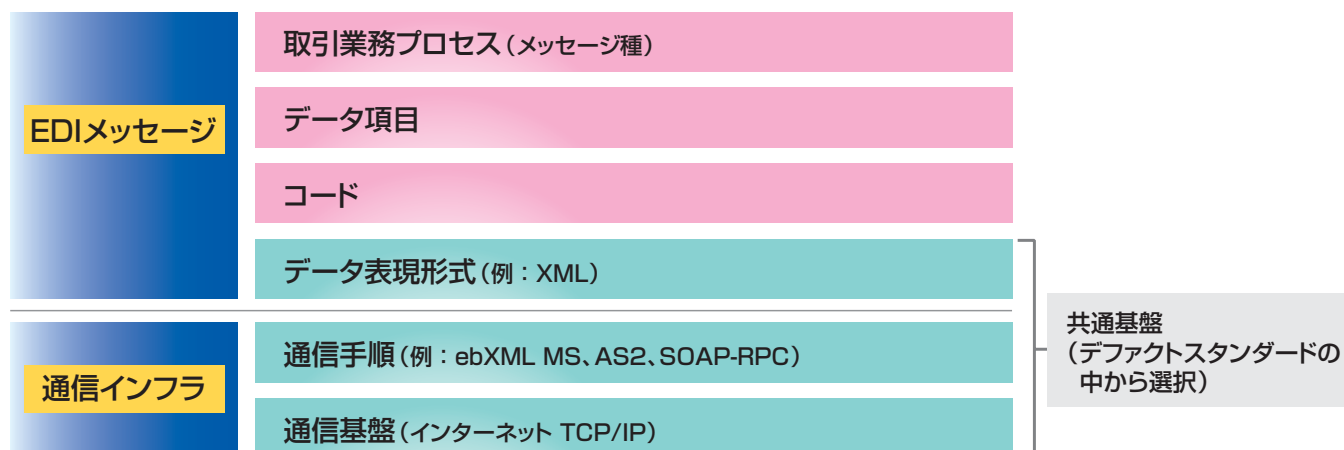 EDIメッセージ
取引業務プロセス(メッセージ種)
データ項目
コード
データ表現形式(例:XML)
通信インフラ
通信手順(例:ebXML MS、AS2、SOAP-RPC)
通信基盤(インターネット TCP/IP)
共通基盤
(デファクトスタンダードの
中から選択)